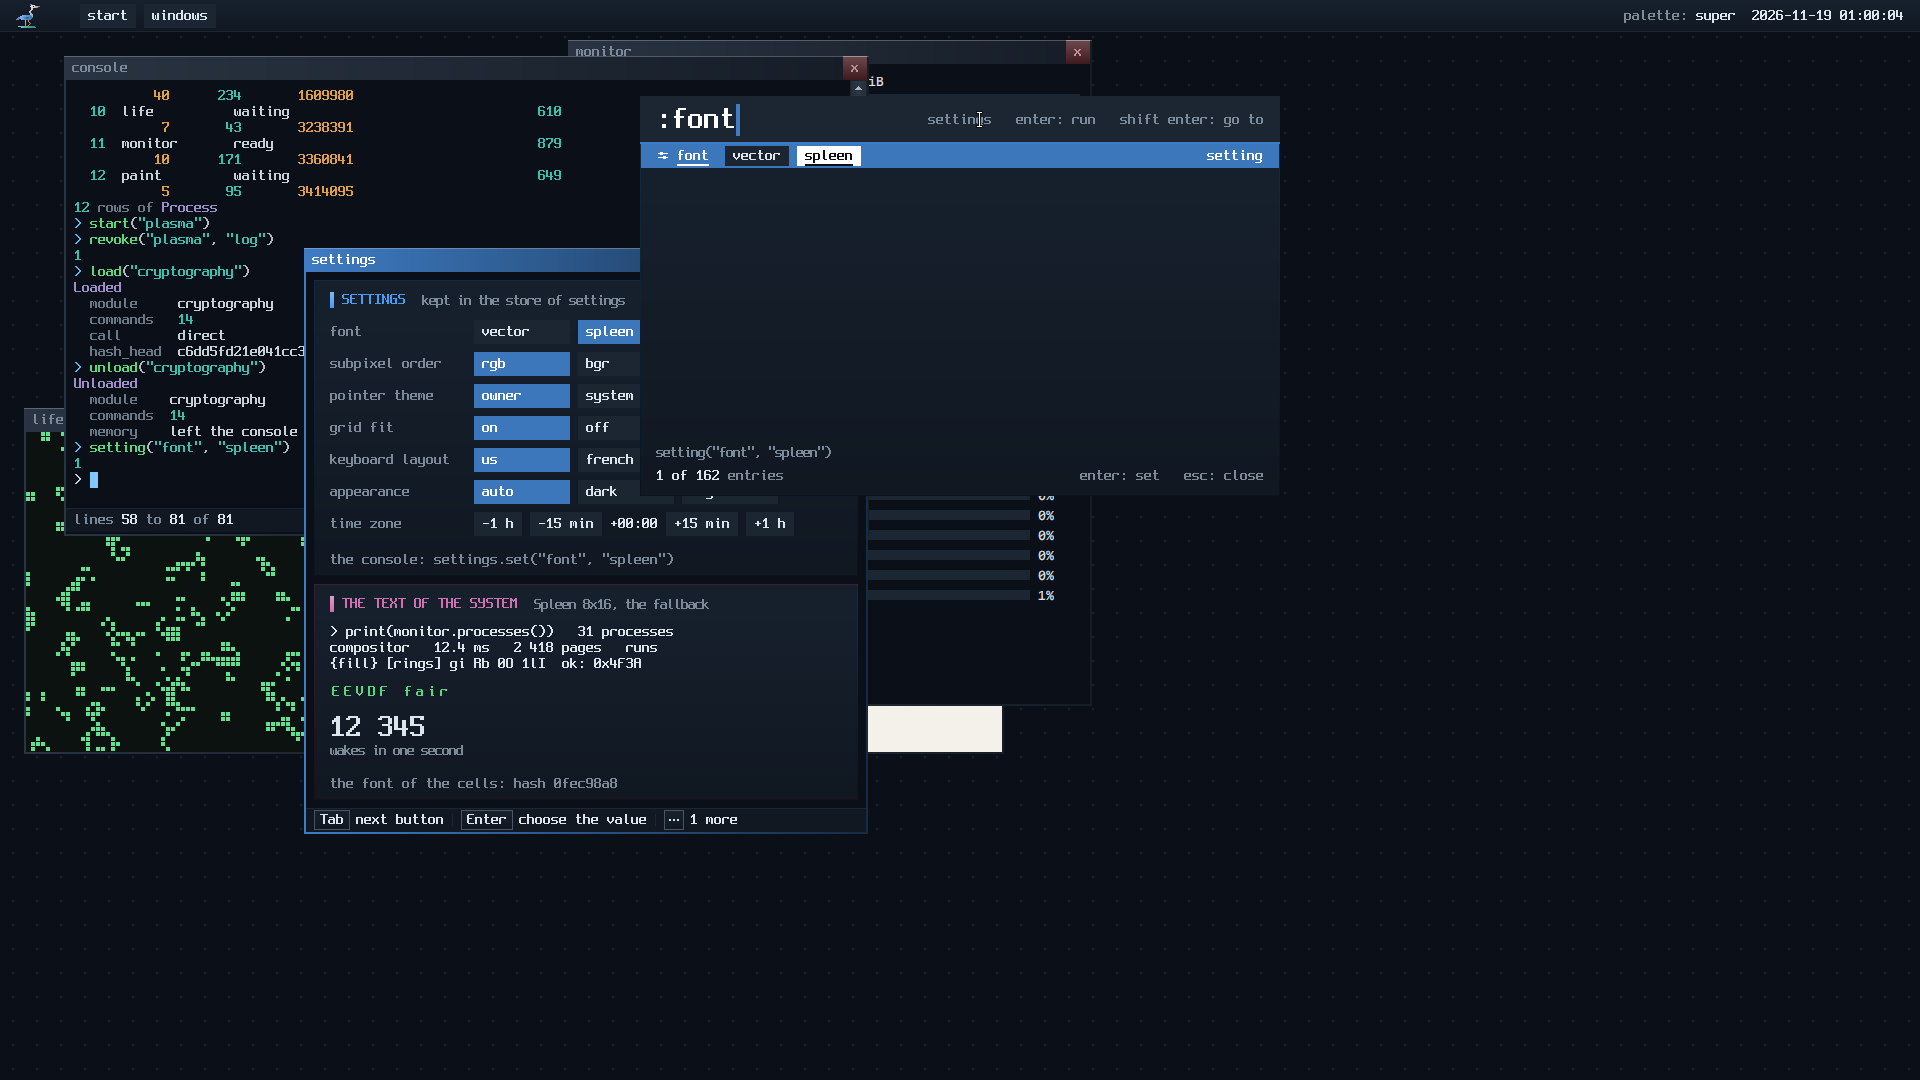 start windows palette: super 2026-11-19 01:00:04
monitor
iB
console
40 234 1609980
10 life waiting 610
7 43 3238391
11 monitor ready 879
10 171 3360841
12 paint waiting 649
5 95 3414095
12 rows of Process
> start("plasma")
> revoke("plasma", "log")
1
> load("cryptography")
Loaded
module cryptography
commands 14
call direct
hash_head c6dd5fd21e041cc3
> unload("cryptography")
Unloaded
module cryptography
commands 14
memory left the console
> setting("font", "spleen")
1
>
lines 58 to 81 of 81
life
:font settings enter: run shift enter: go to
font vector spleen setting
setting("font", "spleen")
1 of 162 entries enter: set esc: close
settings
SETTINGS kept in the store of settings
font vector spleen
subpixel order rgb bgr
pointer theme owner system
grid fit on off
keyboard layout us french
appearance auto dark
time zone -1 h -15 min +00:00 +15 min +1 h
the console: settings.set("font", "spleen")
THE TEXT OF THE SYSTEM Spleen 8x16, the fallback
> print(monitor.processes()) 31 processes
compositor 12.4 ms 2 418 pages runs
{fill} [rings] gi Rb 0O 1lI ok: 0x4F3A
EEVDF fair
12 345
wakes in one second
the font of the cells: hash 0fec98a8
Tab next button Enter choose the value ... 1 more
0%
0%
0%
0%
0%
1%